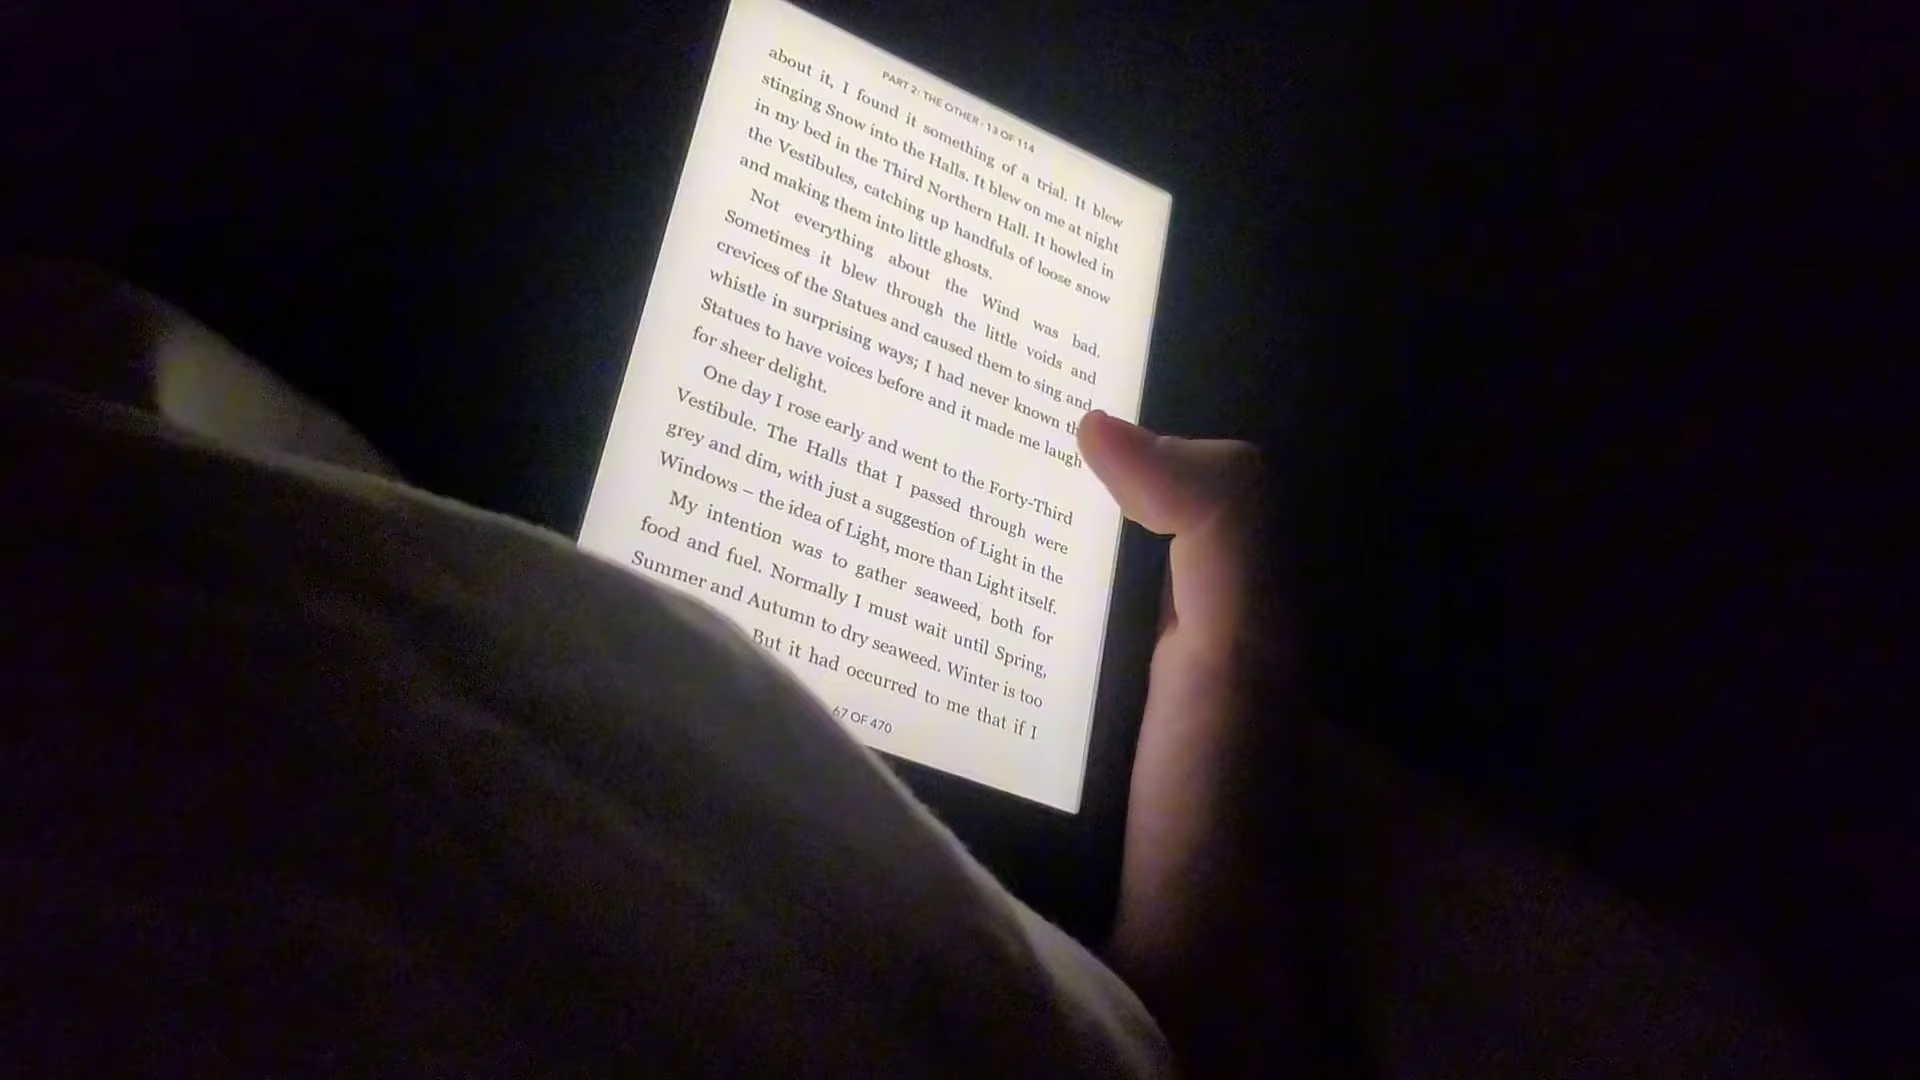 PART 2: THE OTHER - 13 OF 114
about it, I found it something of a trial. It blew
stinging Snow into the Halls. It blew on me at night
in my bed in the Third Northern Hall. It howled in
the Vestibules, catching up handfuls of loose snow
and making them into little ghosts.
Not everything about the Wind was bad.
Sometimes it blew through the little voids and
crevices of the Statues and caused them to sing and
whistle in surprising ways; I had never known th
Statues to have voices before and it made me laugh
for sheer delight.
One day I rose early and went to the Forty-Third
Vestibule. The Halls that I passed through were
grey and dim, with just a suggestion of Light in the
Windows – the idea of Light, more than Light itself.
My intention was to gather seaweed, both for
food and fuel. Normally I must wait until Spring,
Summer and Autumn to dry seaweed. Winter is too
But it had occurred to me that if I
67 OF 470